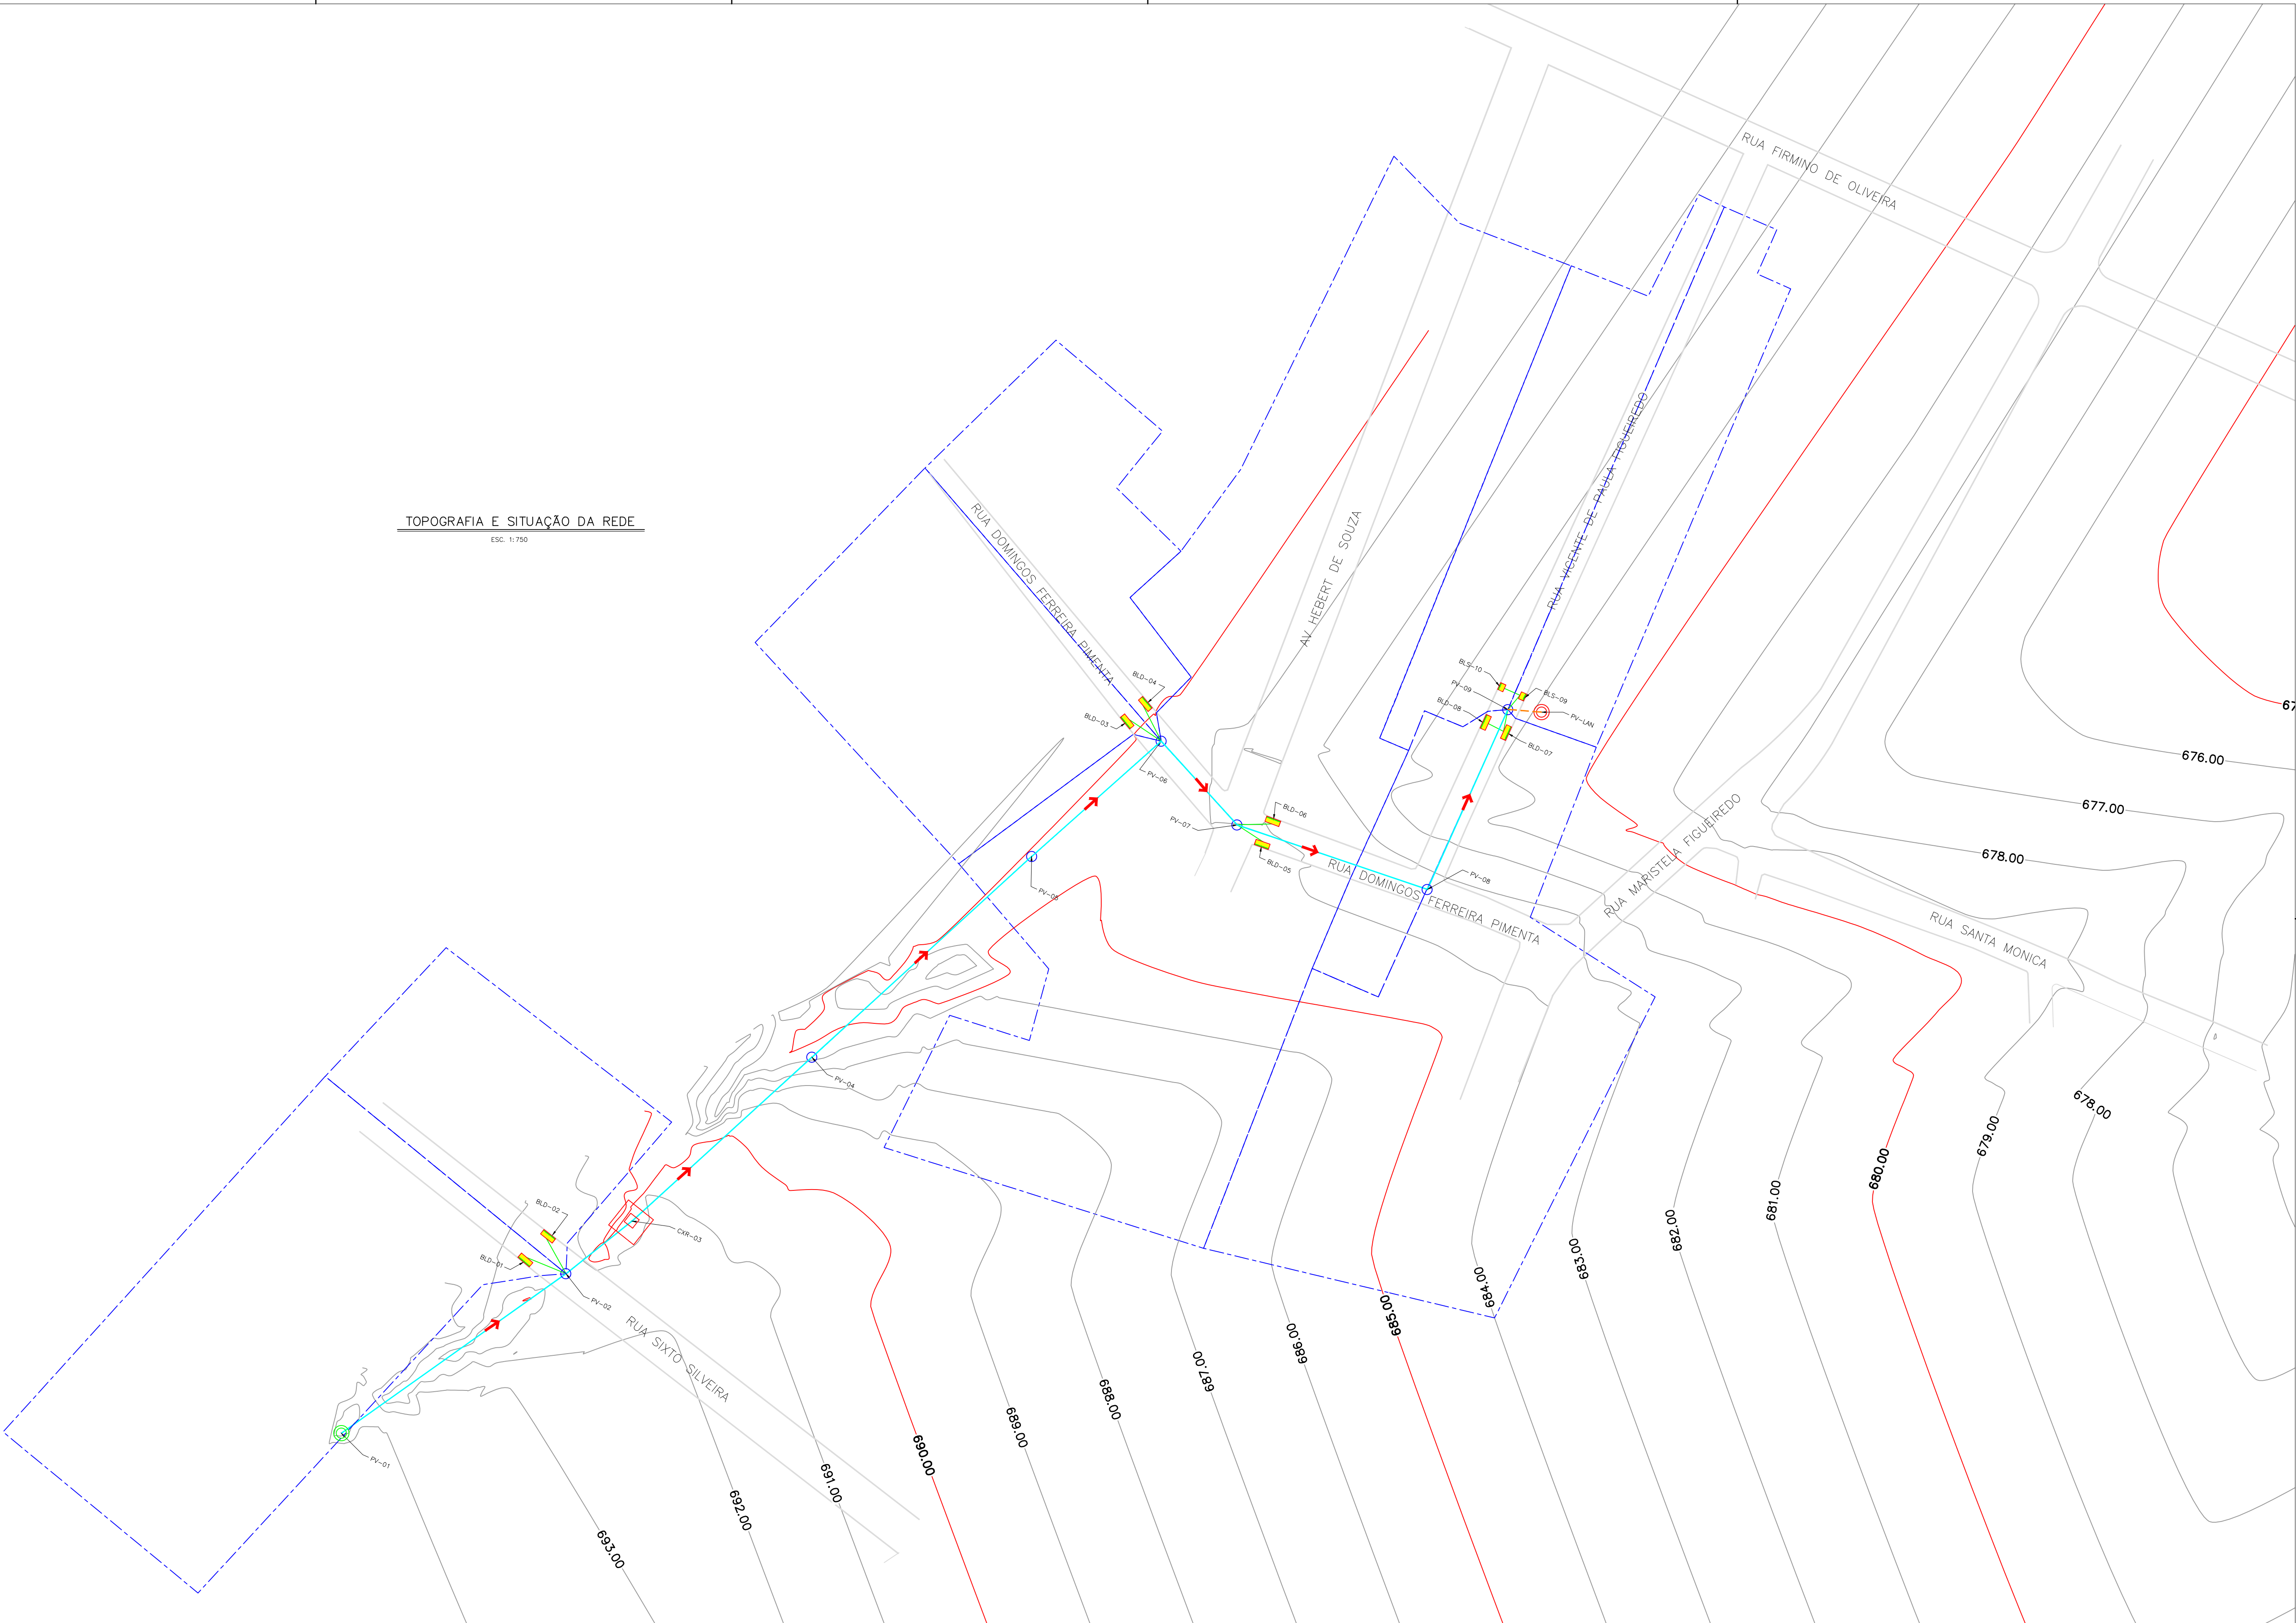 RUA FIRMINO DE OLIVEIRA
TOPOGRAFIA E SITUAÇÃO DA REDE
ESC. 1:750
RUA DOMINGOS FERREIRA PIMENTA
AV HEBERT DE SOUZA
RUA VICENTE DE PAULA FIGUEIREDO
BLD-04
BLD-03
PV-06
BLS-10
PV-09
BLD-08
BLS-09
PV-LAN
BLD-07
67
676.00
677.00
678.00
BLD-06
PV-07
BLD-05
PV-05
PV-08
RUA DOMINGOS FERREIRA PIMENTA
RUA MARISTELA FIGUEIREDO
RUA SANTA MONICA
PV-04
678.00
679.00
680.00
681.00
682.00
683.00
684.00
685.00
686.00
687.00
688.00
689.00
690.00
691.00
692.00
693.00
BLD-02
BLD-01
CXR-03
PV-02
RUA SIXTO SILVEIRA
PV-01